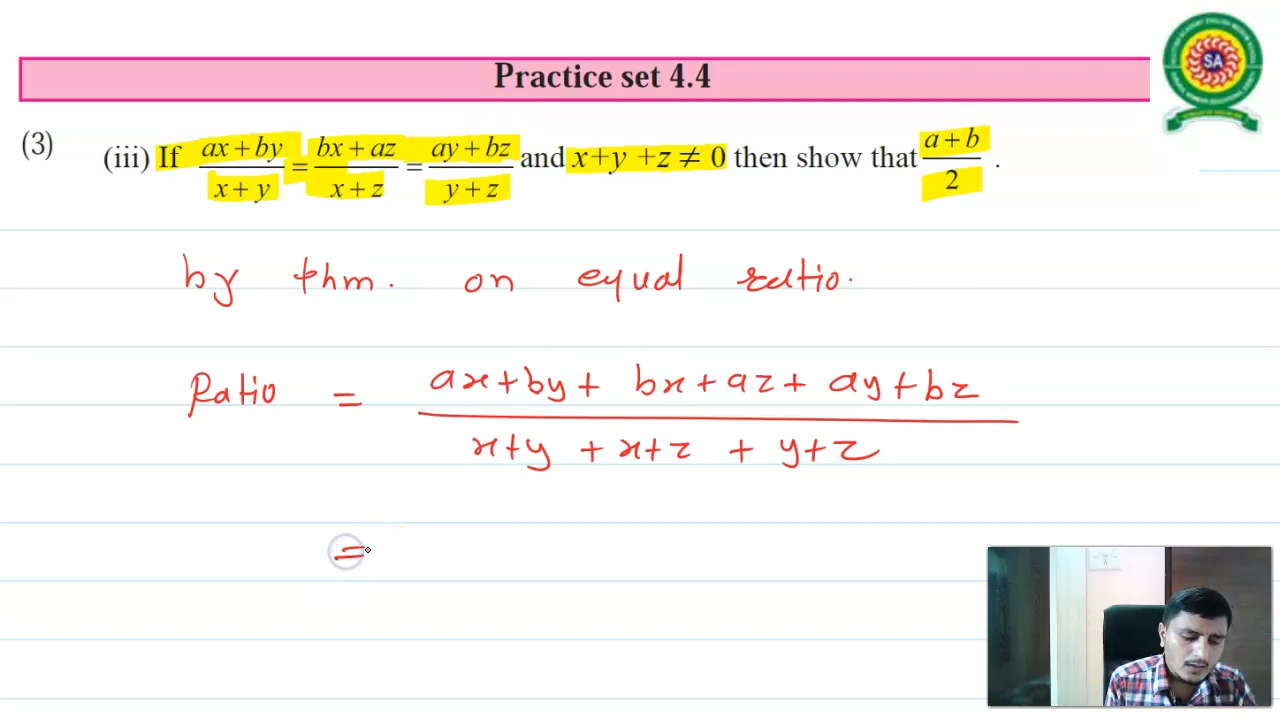 Practice set 4.4
SA
(3) (iii) If (ax + by)/(x + y) = (bx + az)/(x + z) = (ay + bz)/(y + z) and x+y +z ≠ 0 then show that (a + b)/2 .
by thm. on equal ratio.
Ratio = (ax+by+ bx+az+ ay+bz)/(x+y + x+z + y+z)
=